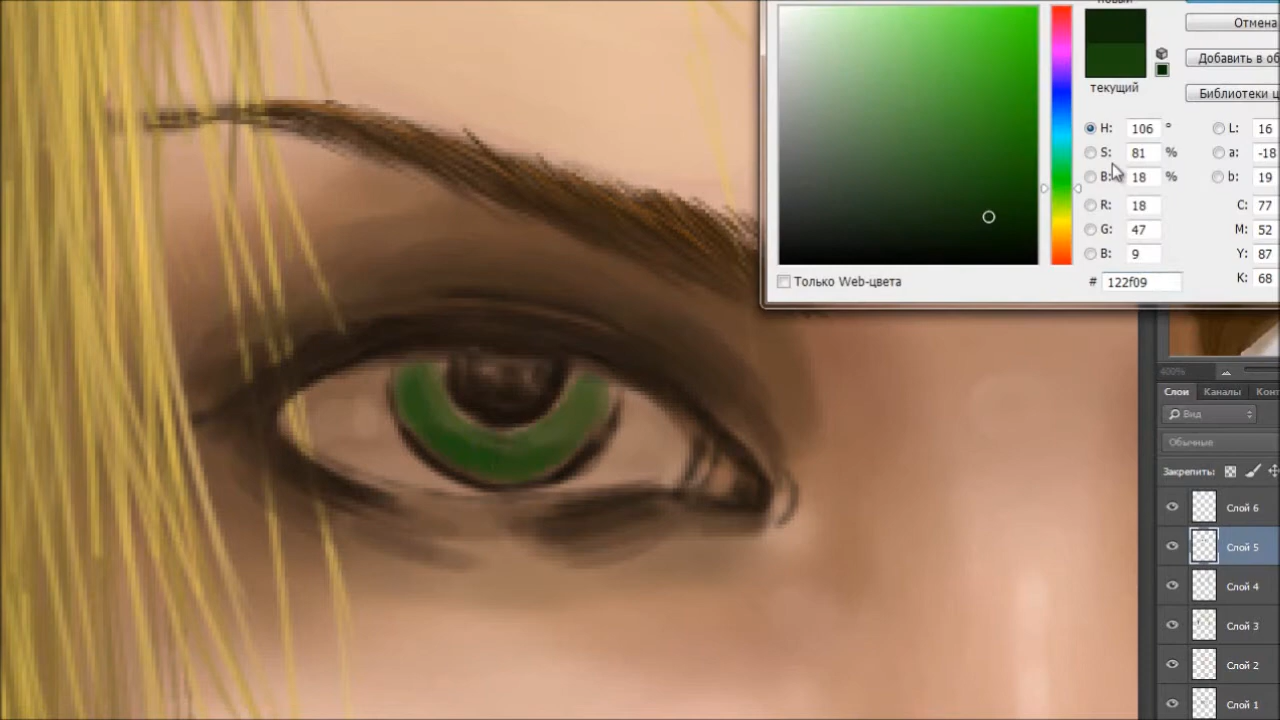 новый
Отмена
Добавить в об
текущий
Библиотеки ц
H: 106 °
L: 16
S: 81 %
a: -18
B: 18 %
b: 19
R: 18
C: 77
G: 47
M: 52
B: 9
Y: 87
# 122f09
K: 68
Только Web-цвета
400%
Слои Каналы Конт
Вид
Обычные
Закрепить:
Слой 6
Слой 5
Слой 4
Слой 3
Слой 2
Слой 1